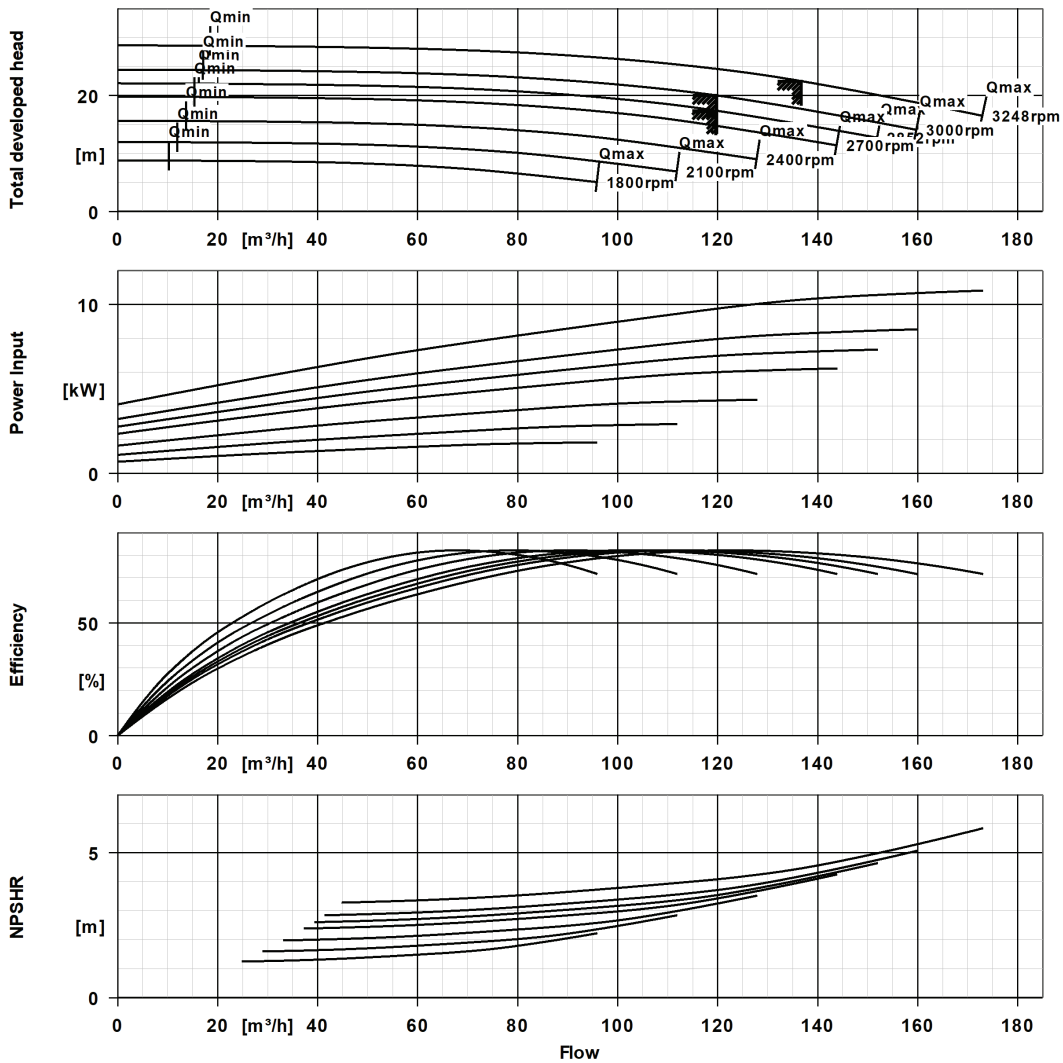 Total developed head
[m]
20
0
Qmin
Qmin
Qmin
Qmin
Qmin
Qmin
Qmin
Qmax
Qmax
Qmax
Qmax
Qmax
Qmax
3248rpm
3000rpm
2700rpm
2400rpm
2100rpm
1800rpm
0 20 [m³/h] 40 60 80 100 120 140 160 180
Power Input
[kW]
10
0
0 20 [m³/h] 40 60 80 100 120 140 160 180
Efficiency
[%]
50
0
0 20 [m³/h] 40 60 80 100 120 140 160 180
NPSHR
[m]
5
0
0 20 [m³/h] 40 60 80 100 120 140 160 180
Flow